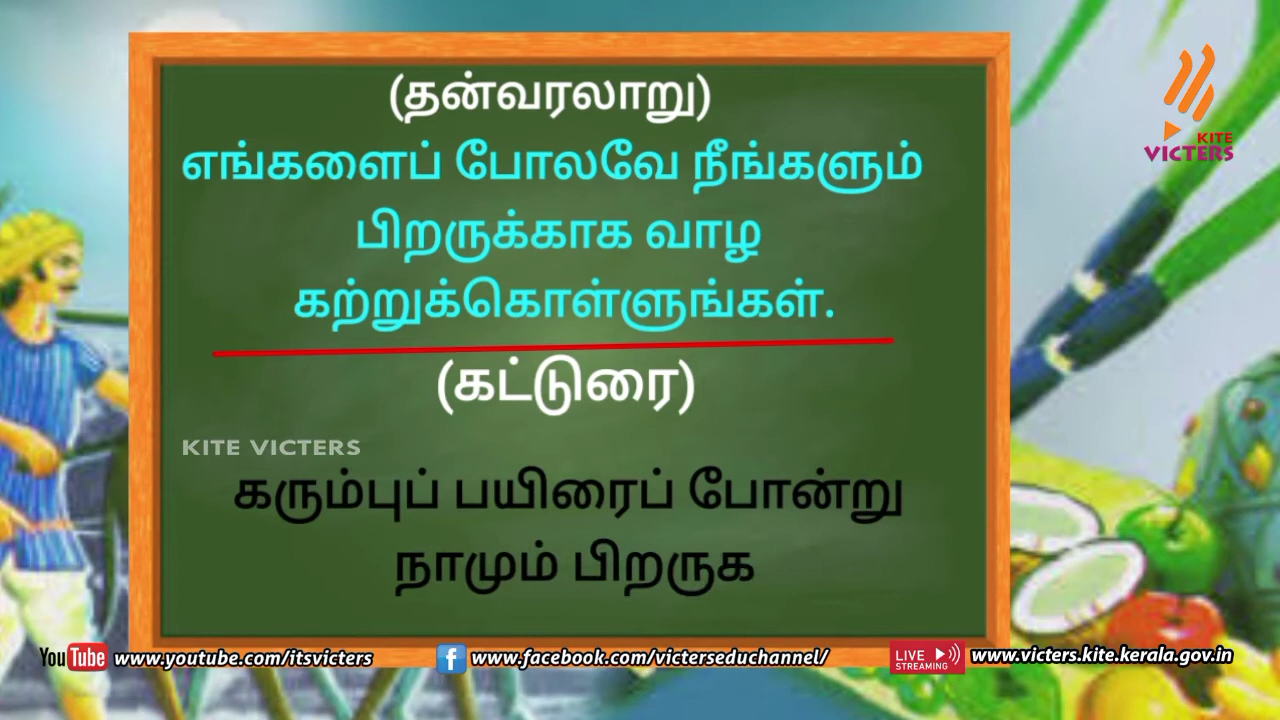 (தன்வரலாறு)
எங்களைப் போலவே நீங்களும்
பிறருக்காக வாழ
கற்றுக்கொள்ளுங்கள்.
(கட்டுரை)
KITE VICTERS
கரும்புப் பயிரைப் போன்று
நாமும் பிறருக
KITE
VICTERS
YouTube www.youtube.com/itsvicters
f www.facebook.com/victerseduchannel/
LIVE STREAMING www.victers.kite.kerala.gov.in